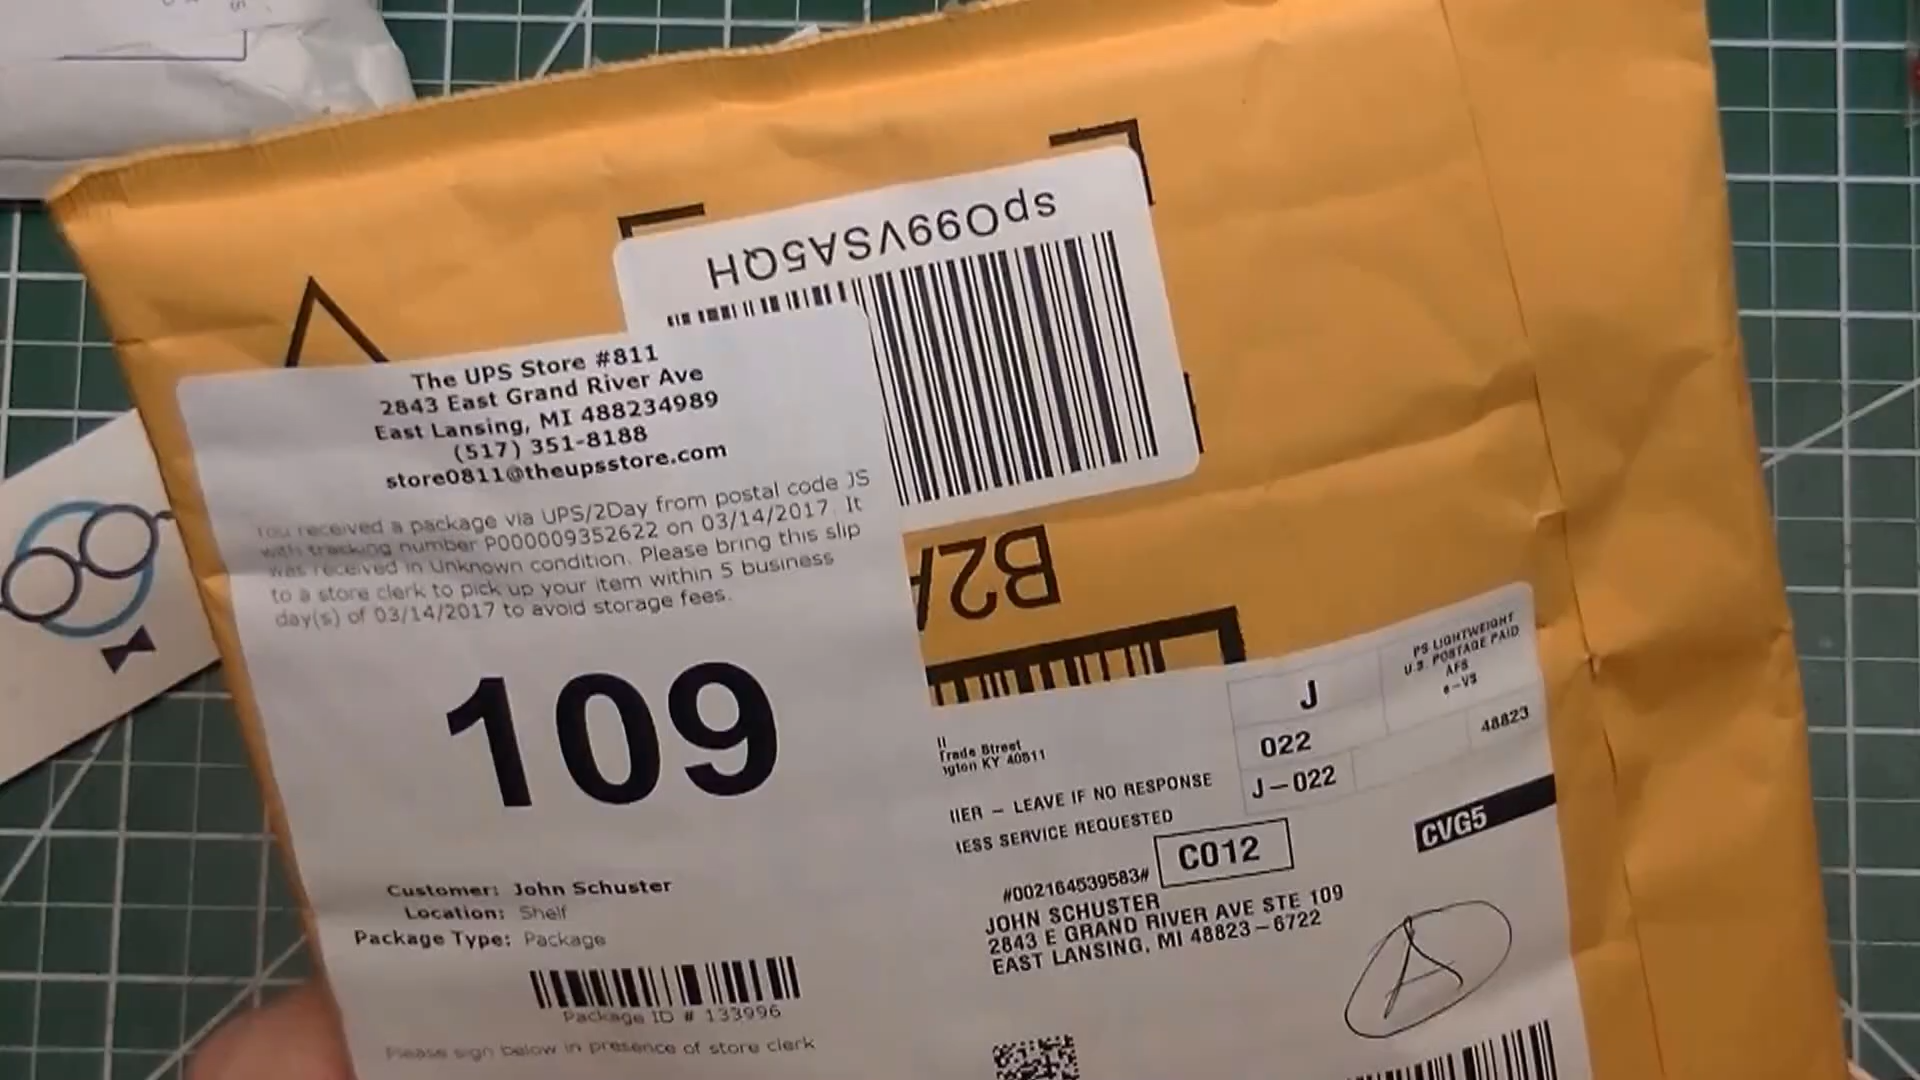 spO99VSA5QH
The UPS Store #811
2843 East Grand River Ave
East Lansing, MI 488234989
(517) 351-8188
store0811@theupsstore.com
You received a package via UPS/2Day from postal code JS
with tracking number P000009352622 on 03/14/2017. It
was received in Unknown condition. Please bring this slip
to a store clerk to pick up your item within 5 business
day(s) of 03/14/2017 to avoid storage fees.
109
Customer: John Schuster
Location: Shelf
Package Type: Package
Package ID # 133996
Please sign below in presence of store clerk
B2A
J
022
J-022
PS LIGHTWEIGHT
U.S. POSTAGE PAID
AFS
e-VS
48823
Trade Street
KY 40511
- LEAVE IF NO RESPONSE
SERVICE REQUESTED
C012
CVG5
#002164539583#
JOHN SCHUSTER
2843 E GRAND RIVER AVE STE 109
EAST LANSING, MI 48823-6722
A